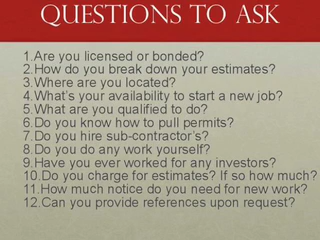 QUESTIONS TO ASK
1.Are you licensed or bonded?
2.How do you break down your estimates?
3.Where are you located?
4.What's your availability to start a new job?
5.What are you qualified to do?
6.Do you know how to pull permits?
7.Do you hire sub-contractor's?
8.Do you do any work yourself?
9.Have you ever worked for any investors?
10.Do you charge for estimates? If so how much?
11.How much notice do you need for new work?
12.Can you provide references upon request?